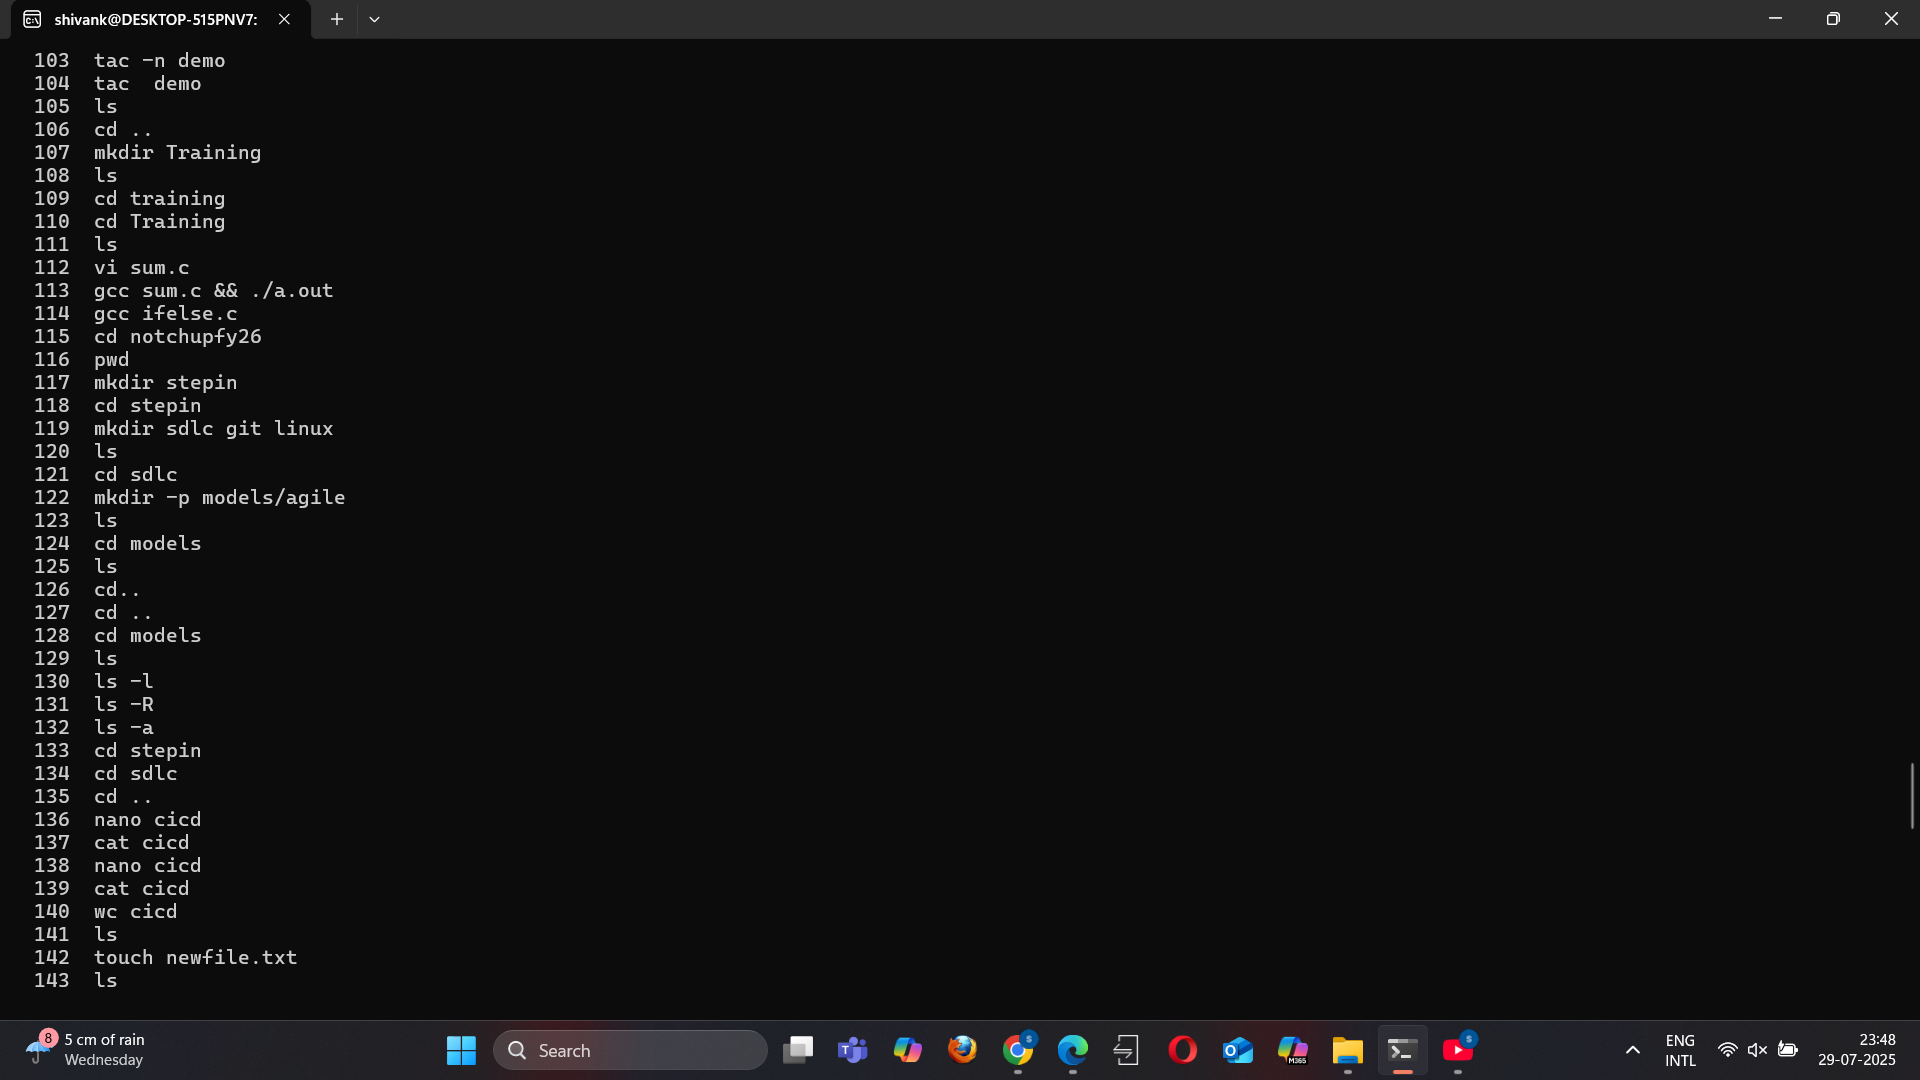 shivank@DESKTOP-515PNV7:
103 tac -n demo
104 tac  demo
105 ls
106 cd ..
107 mkdir Training
108 ls
109 cd training
110 cd Training
111 ls
112 vi sum.c
113 gcc sum.c && ./a.out
114 gcc ifelse.c
115 cd notchupfy26
116 pwd
117 mkdir stepin
118 cd stepin
119 mkdir sdlc git linux
120 ls
121 cd sdlc
122 mkdir -p models/agile
123 ls
124 cd models
125 ls
126 cd..
127 cd ..
128 cd models
129 ls
130 ls -l
131 ls -R
132 ls -a
133 cd stepin
134 cd sdlc
135 cd ..
136 nano cicd
137 cat cicd
138 nano cicd
139 cat cicd
140 wc cicd
141 ls
142 touch newfile.txt
143 ls
8
5 cm of rain
Wednesday
Search
T
S
O
M365
S
ENG
INTL
23:48
29-07-2025